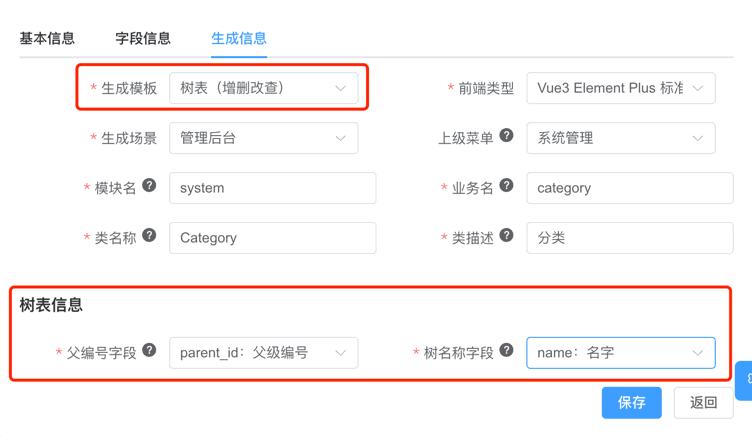 基本信息 字段信息 生成信息
* 生成模板 树表（增删改查） * 前端类型 Vue3 Element Plus 标准
* 生成场景 管理后台 上级菜单 ? 系统管理
* 模块名 ? system * 业务名 ? category
* 类名称 ? Category * 类描述 ? 分类
树表信息
* 父编号字段 ? parent_id：父级编号 * 树名称字段 ? name：名字
保存 返回